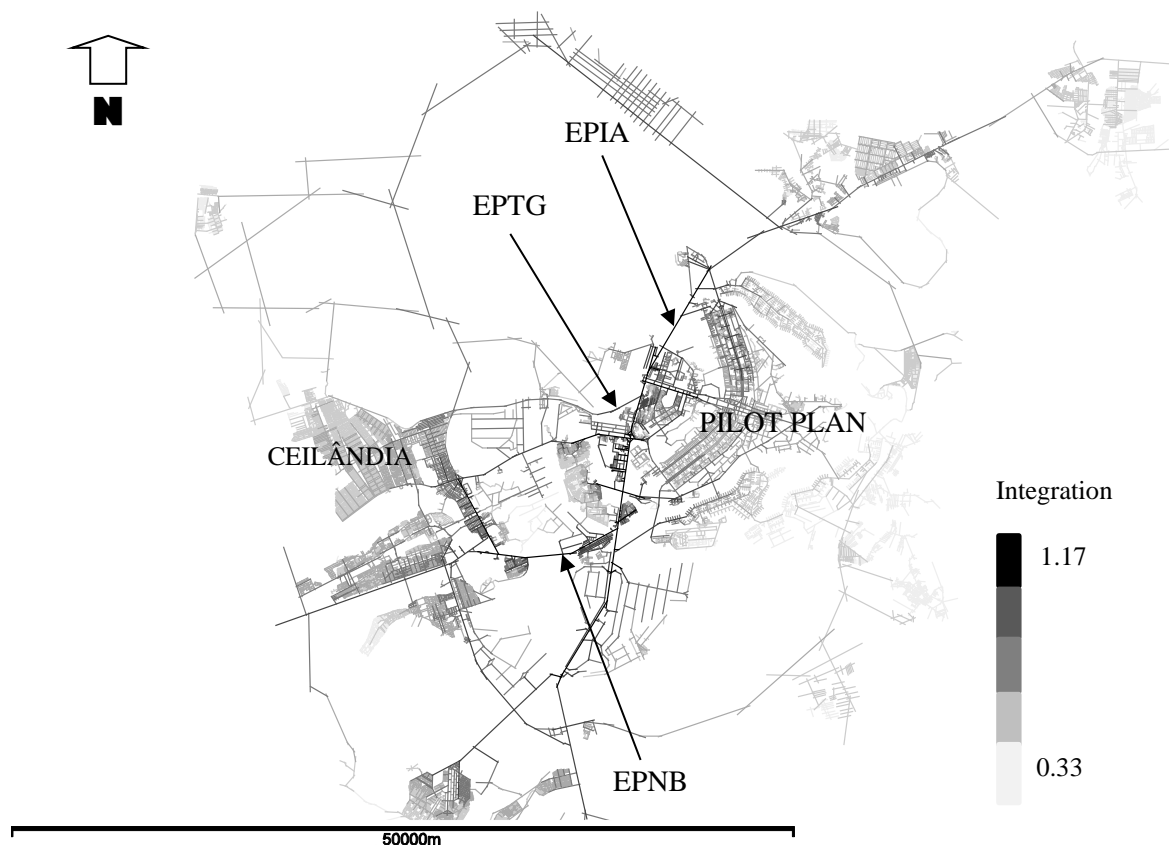 N
EPIA
EPTG
PILOT PLAN
CEILÂNDIA
Integration
1.17
0.33
EPNB
50000m